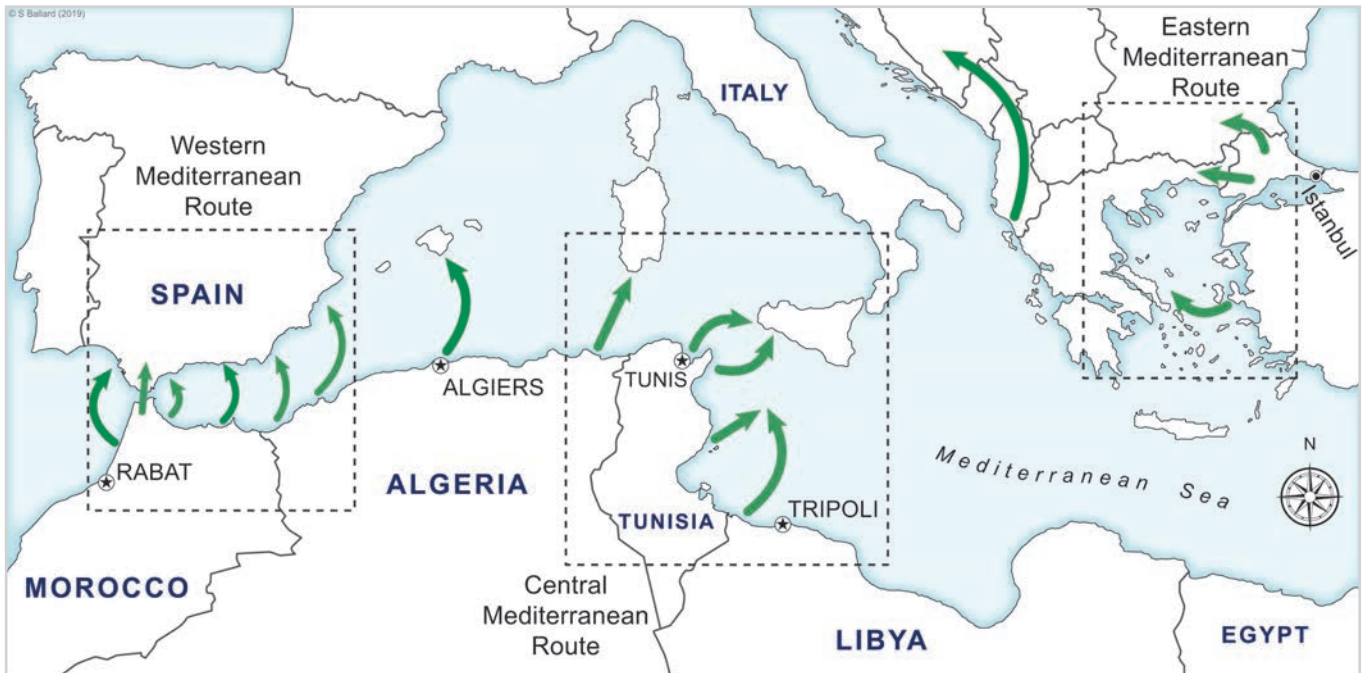 © S Ballard (2019)
Eastern
Mediterranean
Route
ITALY
Western
Mediterranean
Route
Istanbul
SPAIN
ALGIERS
TUNIS
RABAT
N
Mediterranean Sea
ALGERIA
TRIPOLI
TUNISIA
MOROCCO
Central
Mediterranean
Route
LIBYA
EGYPT